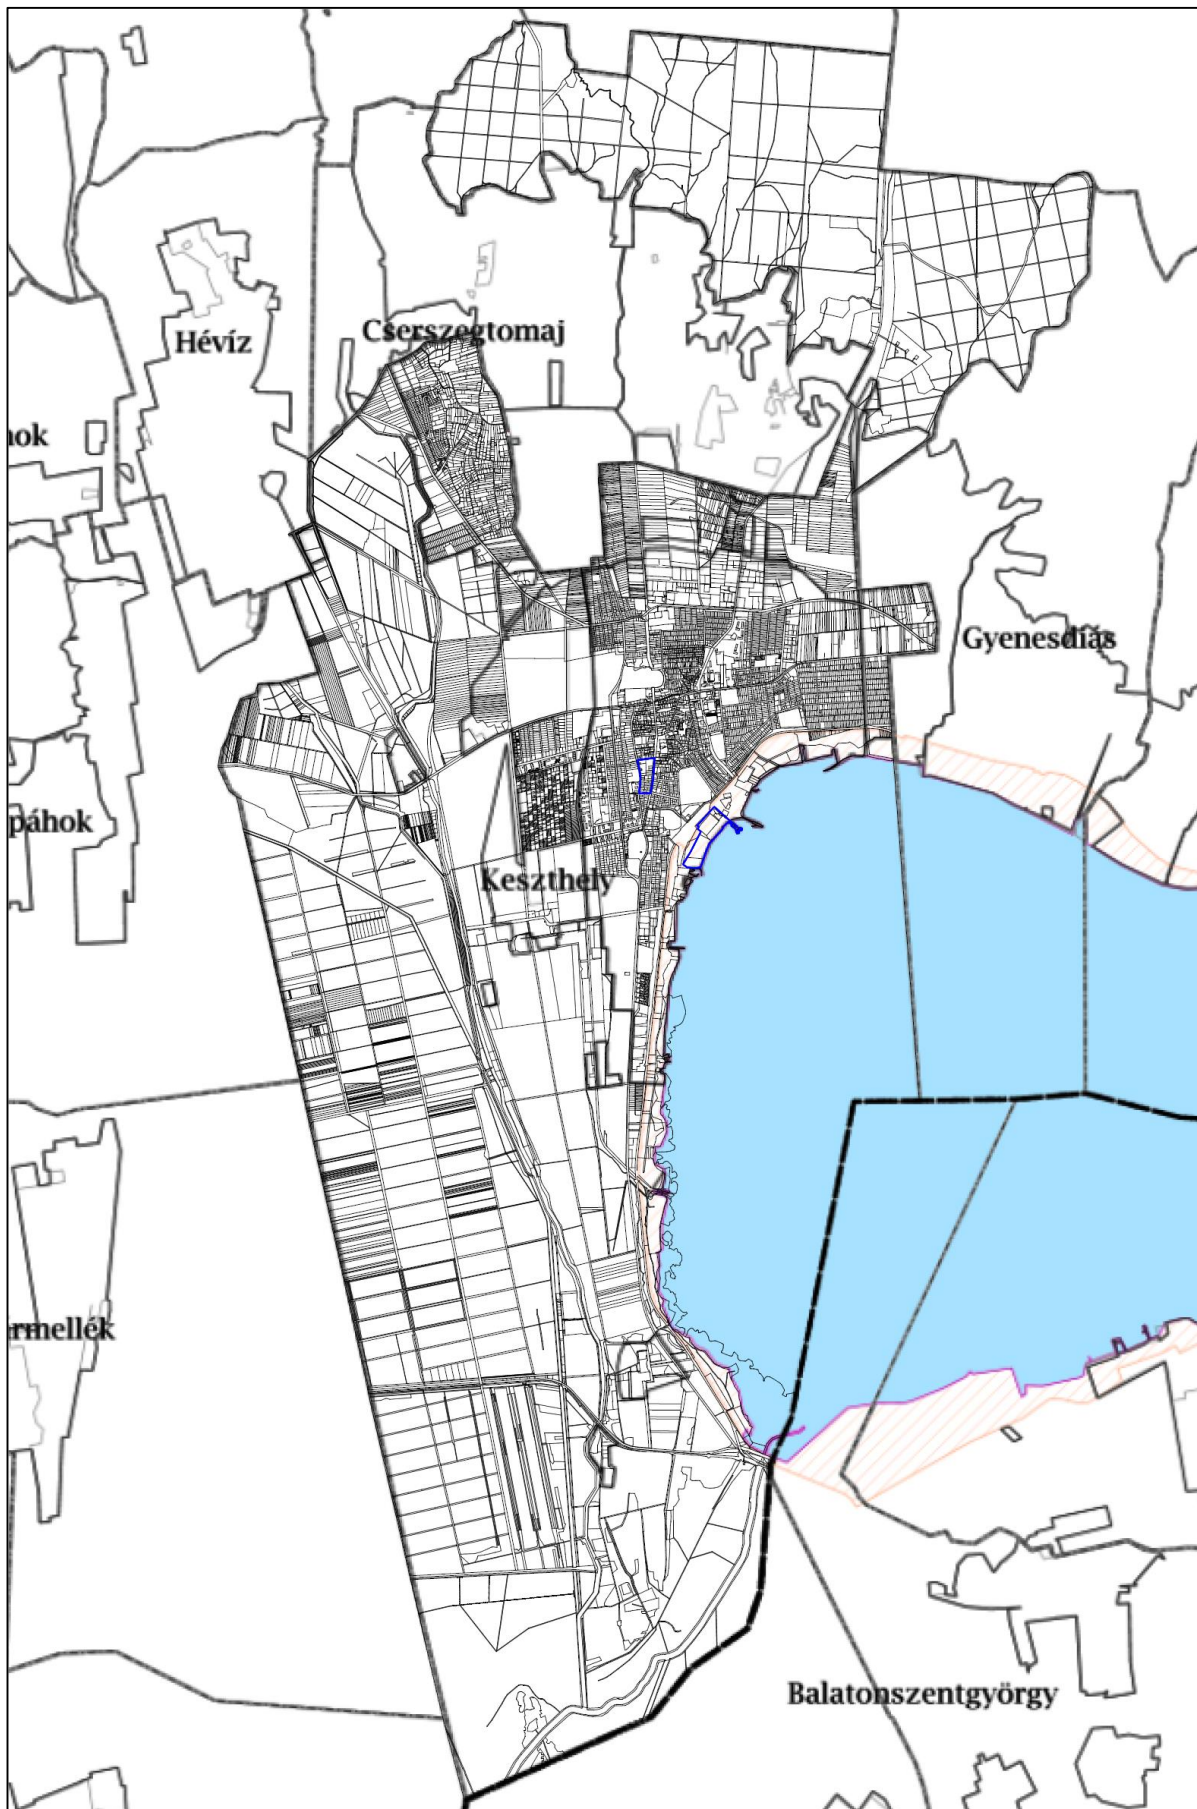 Hévíz
Cserszegtomaj
hok
Gyenesdiás
páhok
Keszthely
rmellék
Balatonszentgyörgy